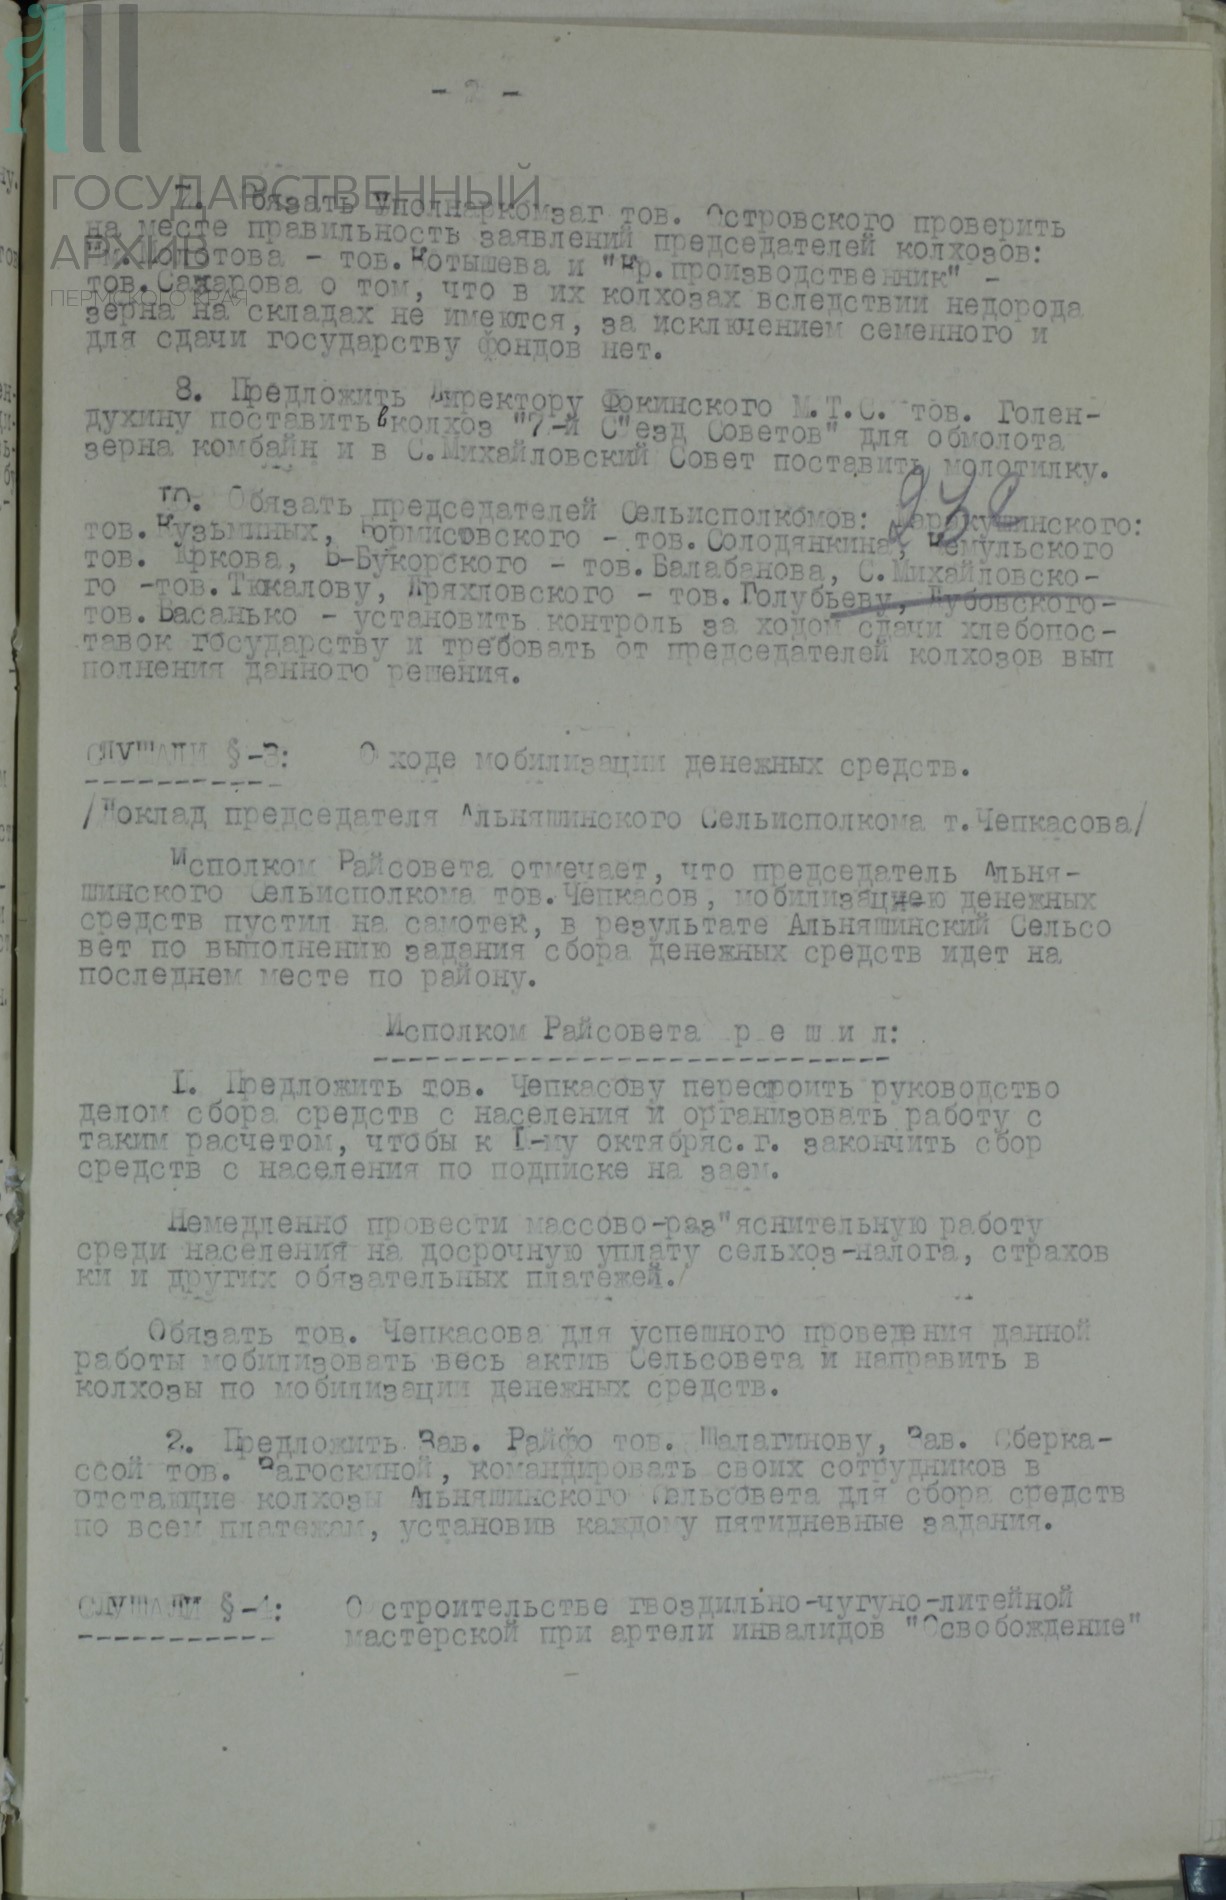 - 2 -
ГОСУДАРСТВЕННЫЙ
АРХИВ
ПЕРМСКОГО КРАЯ
7. Обязать Уполнаркомзаг тов. Островского проверить
на месте правильность заявлений председателей колхозов:
Им.Молотова - тов.Котышева и "Кр.производственник" -
тов.Сахарова о том, что в их колхозах вследствии недорода
зерна на складах не имеются, за исключением семенного и
для сдачи государству фондов нет.
8. Предложить Директору Фокинского М.Т.С. тов. Голен-
духину поставить в колхоз "7-й С"езд Советов" для обмолота
зерна комбайн и в С.Михайловский Совет поставить молотилку.
10. Обязать председателей Сельисполкомов:
тов.Кузьминых, - тов.Солодянкина, Кемульского
тов. Юркова, Б-Букорского - тов.Балабанова, С.Михайловско-
го -тов.Тюкалову, - тов.Голубьеву, Дубовского-
тов.Басанько - установить контроль за ходом сдачи хлебопос-
тавок государству и требовать от председателей колхозов вып
полнения данного решения.
СЛУШАЛИ §-3: О ходе мобилизации денежных средств.
/Доклад председателя Альняшинского Сельисполкома т.Чепкасова/
Исполком Райсовета отмечает, что председатель Альня-
шинского Сельисполкома тов.Чепкасов, мобилизациею денежных
средств пустил на самотек, в результате Альняшинский Сельсо
вет по выполнению задания сбора денежных средств идет на
последнем месте по району.
Исполком Райсовета р е ш и л:
I. Предложить тов. Чепкасову перестроить руководство
делом сбора средств с населения и организовать работу с
таким расчетом, чтобы к I-му октябряс.г. закончить сбор
средств с населения по подписке на заем.
Немедленно провести массово-раз"яснительную работу
среди населения на досрочную уплату сельхоз-налога, страхов
ки и других обязательных платежей./
Обязать тов. Чепкасова для успешного проведения данной
работы мобилизовать весь актив Сельсовета и направить в
колхозы по мобилизации денежных средств.
2. Предложить Зав. Райфо тов. Шалагинову, Зав. Сберка-
ссой тов. Загоскиной, командировать своих сотрудников в
отстающие колхозы Альняшинского Сельсовета для сбора средств
по всем платежам, установив каждому пятидневные задания.
СЛУШАЛИ §-4: О строительстве гвоздильно-чугуно-литейной
мастерской при артели инвалидов "Освобождение"